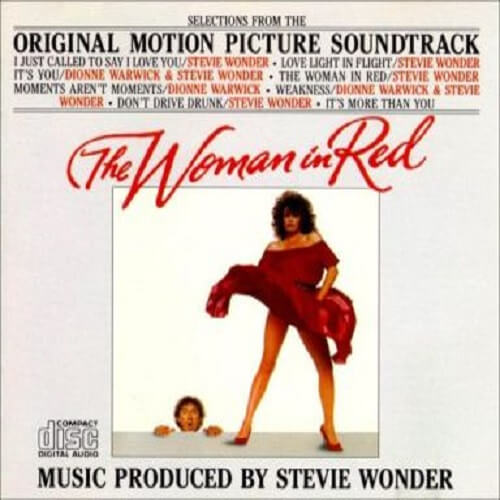 SELECTIONS FROM THE
ORIGINAL MOTION PICTURE SOUNDTRACK
I JUST CALLED TO SAY I LOVE YOU/STEVIE WONDER • LOVE LIGHT IN FLIGHT/STEVIE WONDER
IT'S YOU/DIONNE WARWICK & STEVIE WONDER • THE WOMAN IN RED/STEVIE WONDER
MOMENTS AREN'T MOMENTS/DIONNE WARWICK • WEAKNESS/DIONNE WARWICK & STEVIE
WONDER • DON'T DRIVE DRUNK/STEVIE WONDER • IT'S MORE THAN YOU
The Woman in Red
COMPACT
disc
DIGITAL AUDIO
MUSIC PRODUCED BY STEVIE WONDER